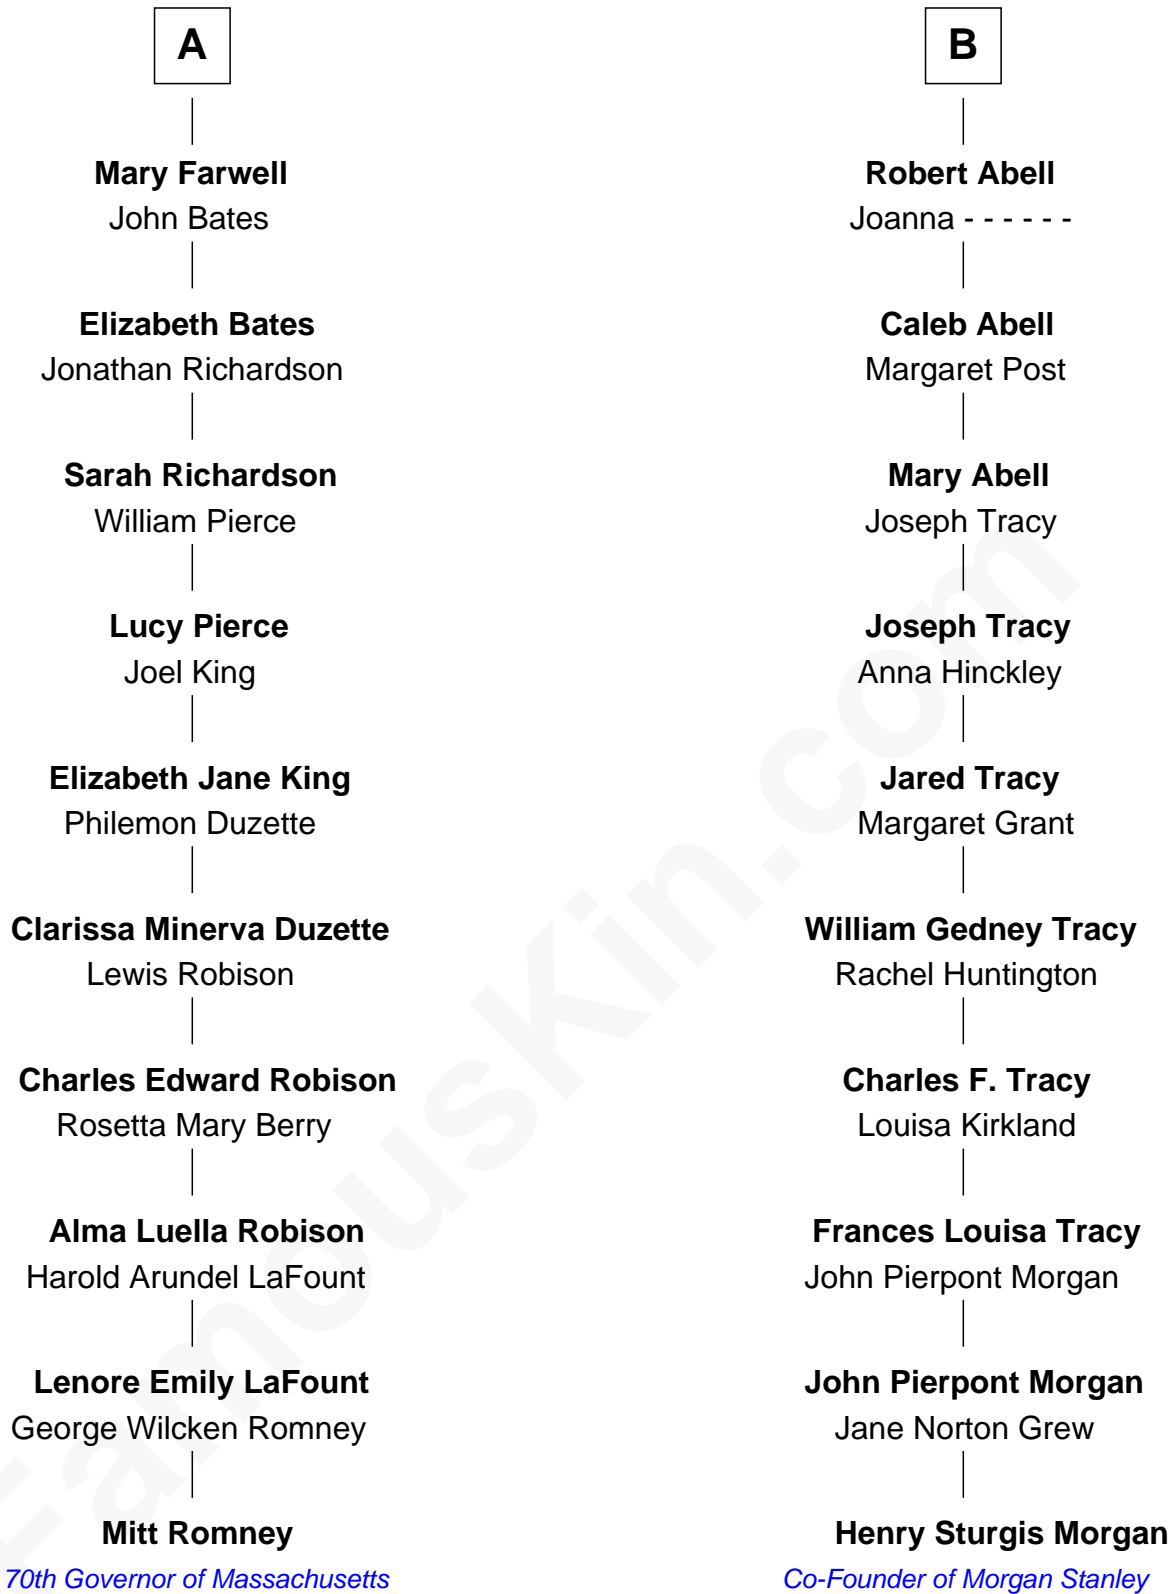 A
Mary Farwell
John Bates
Elizabeth Bates
Jonathan Richardson
Sarah Richardson
William Pierce
Lucy Pierce
Joel King
Elizabeth Jane King
Philemon Duzette
Clarissa Minerva Duzette
Lewis Robison
Charles Edward Robison
Rosetta Mary Berry
Alma Luella Robison
Harold Arundel LaFount
Lenore Emily LaFount
George Wilcken Romney
Mitt Romney
70th Governor of Massachusetts
B
Robert Abell
Joanna - - - - - -
Caleb Abell
Margaret Post
Mary Abell
Joseph Tracy
Joseph Tracy
Anna Hinckley
Jared Tracy
Margaret Grant
William Gedney Tracy
Rachel Huntington
Charles F. Tracy
Louisa Kirkland
Frances Louisa Tracy
John Pierpont Morgan
John Pierpont Morgan
Jane Norton Grew
Henry Sturgis Morgan
Co-Founder of Morgan Stanley
FamousKin.com